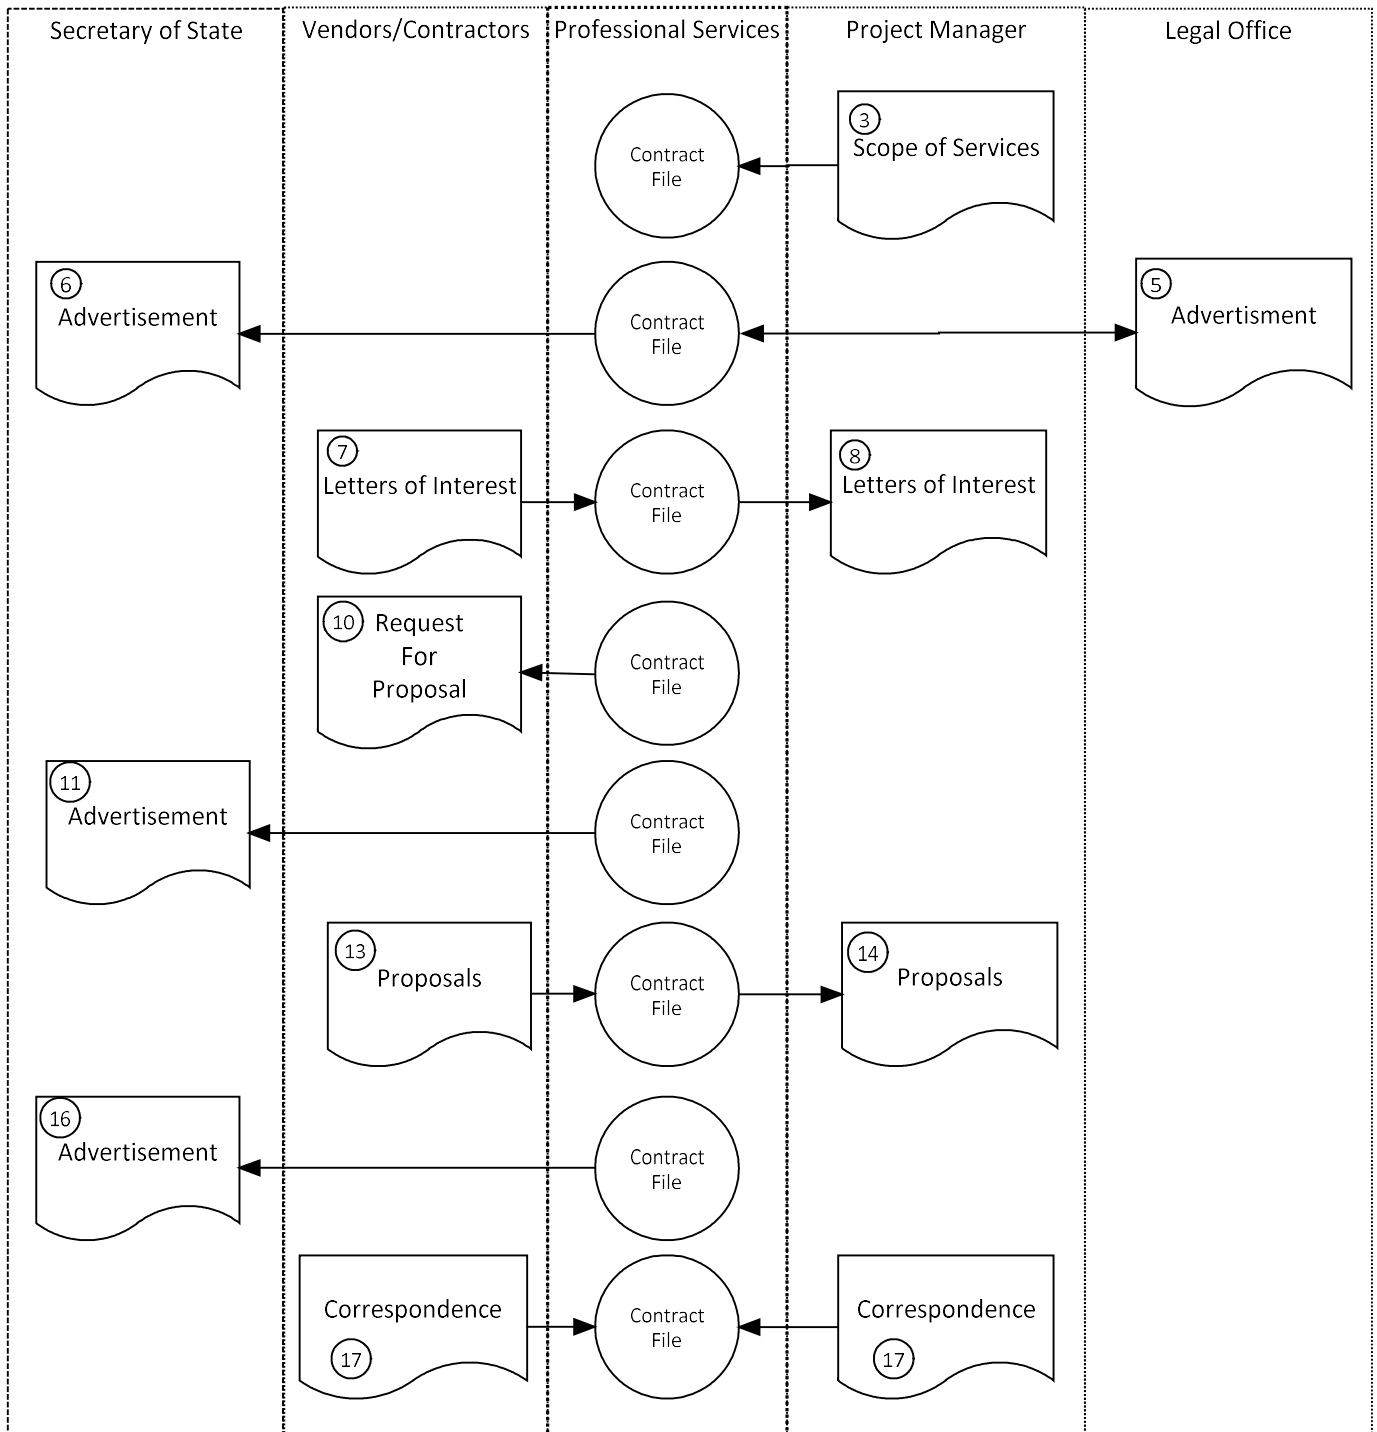 Secretary of State
Vendors/Contractors
Professional Services
Project Manager
Legal Office
Contract
File
3
Scope of Services
6
Advertisement
Contract
File
5
Advertisment
7
Letters of Interest
Contract
File
8
Letters of Interest
10
Request
For
Proposal
Contract
File
11
Advertisement
Contract
File
13
Proposals
Contract
File
14
Proposals
16
Advertisement
Contract
File
Correspondence
17
Contract
File
Correspondence
17